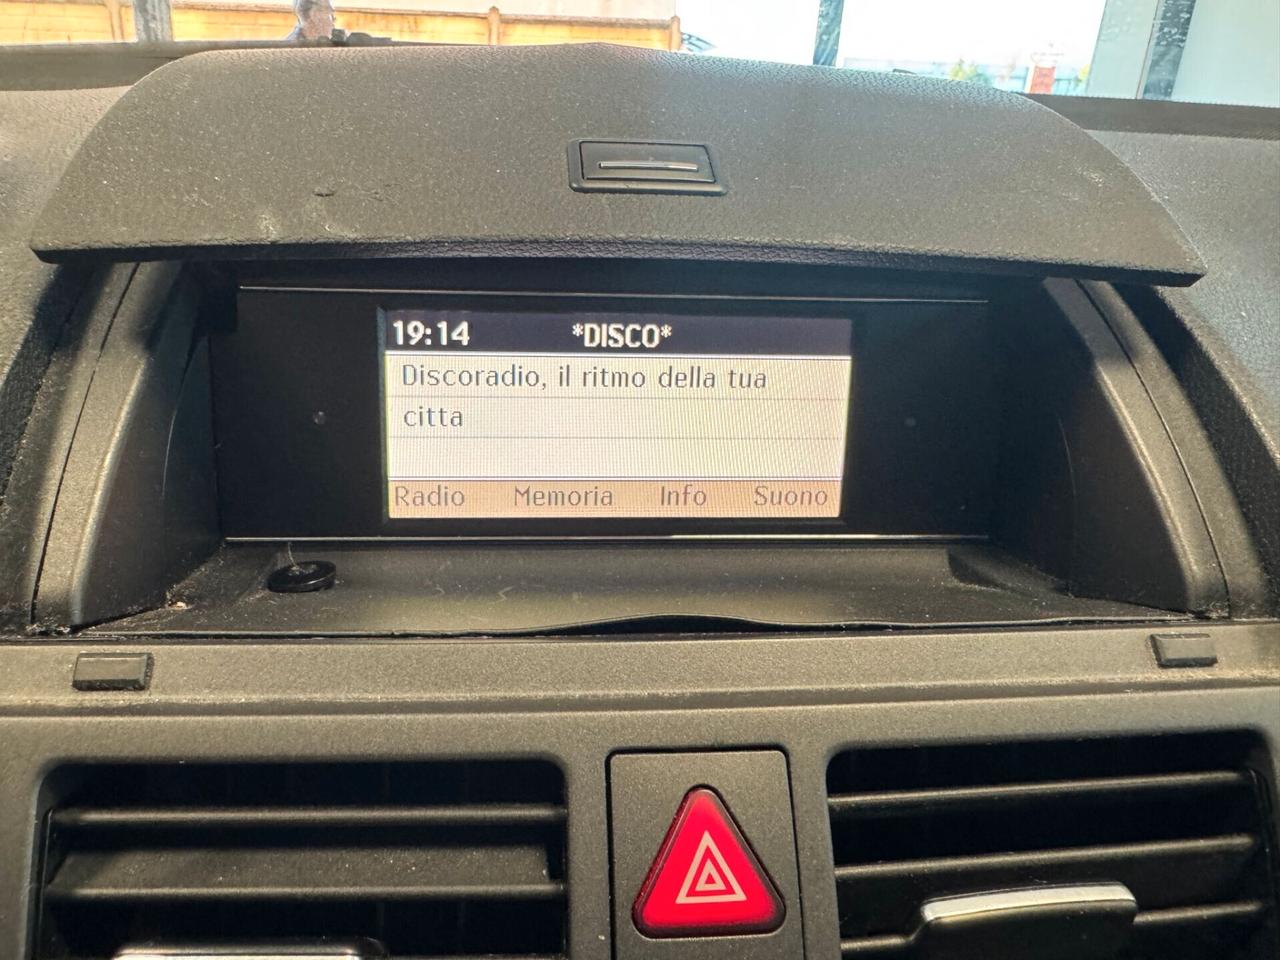 19:14 *DISCO*
Discoradio, il ritmo della tua
citta
Radio Memoria Info Suono